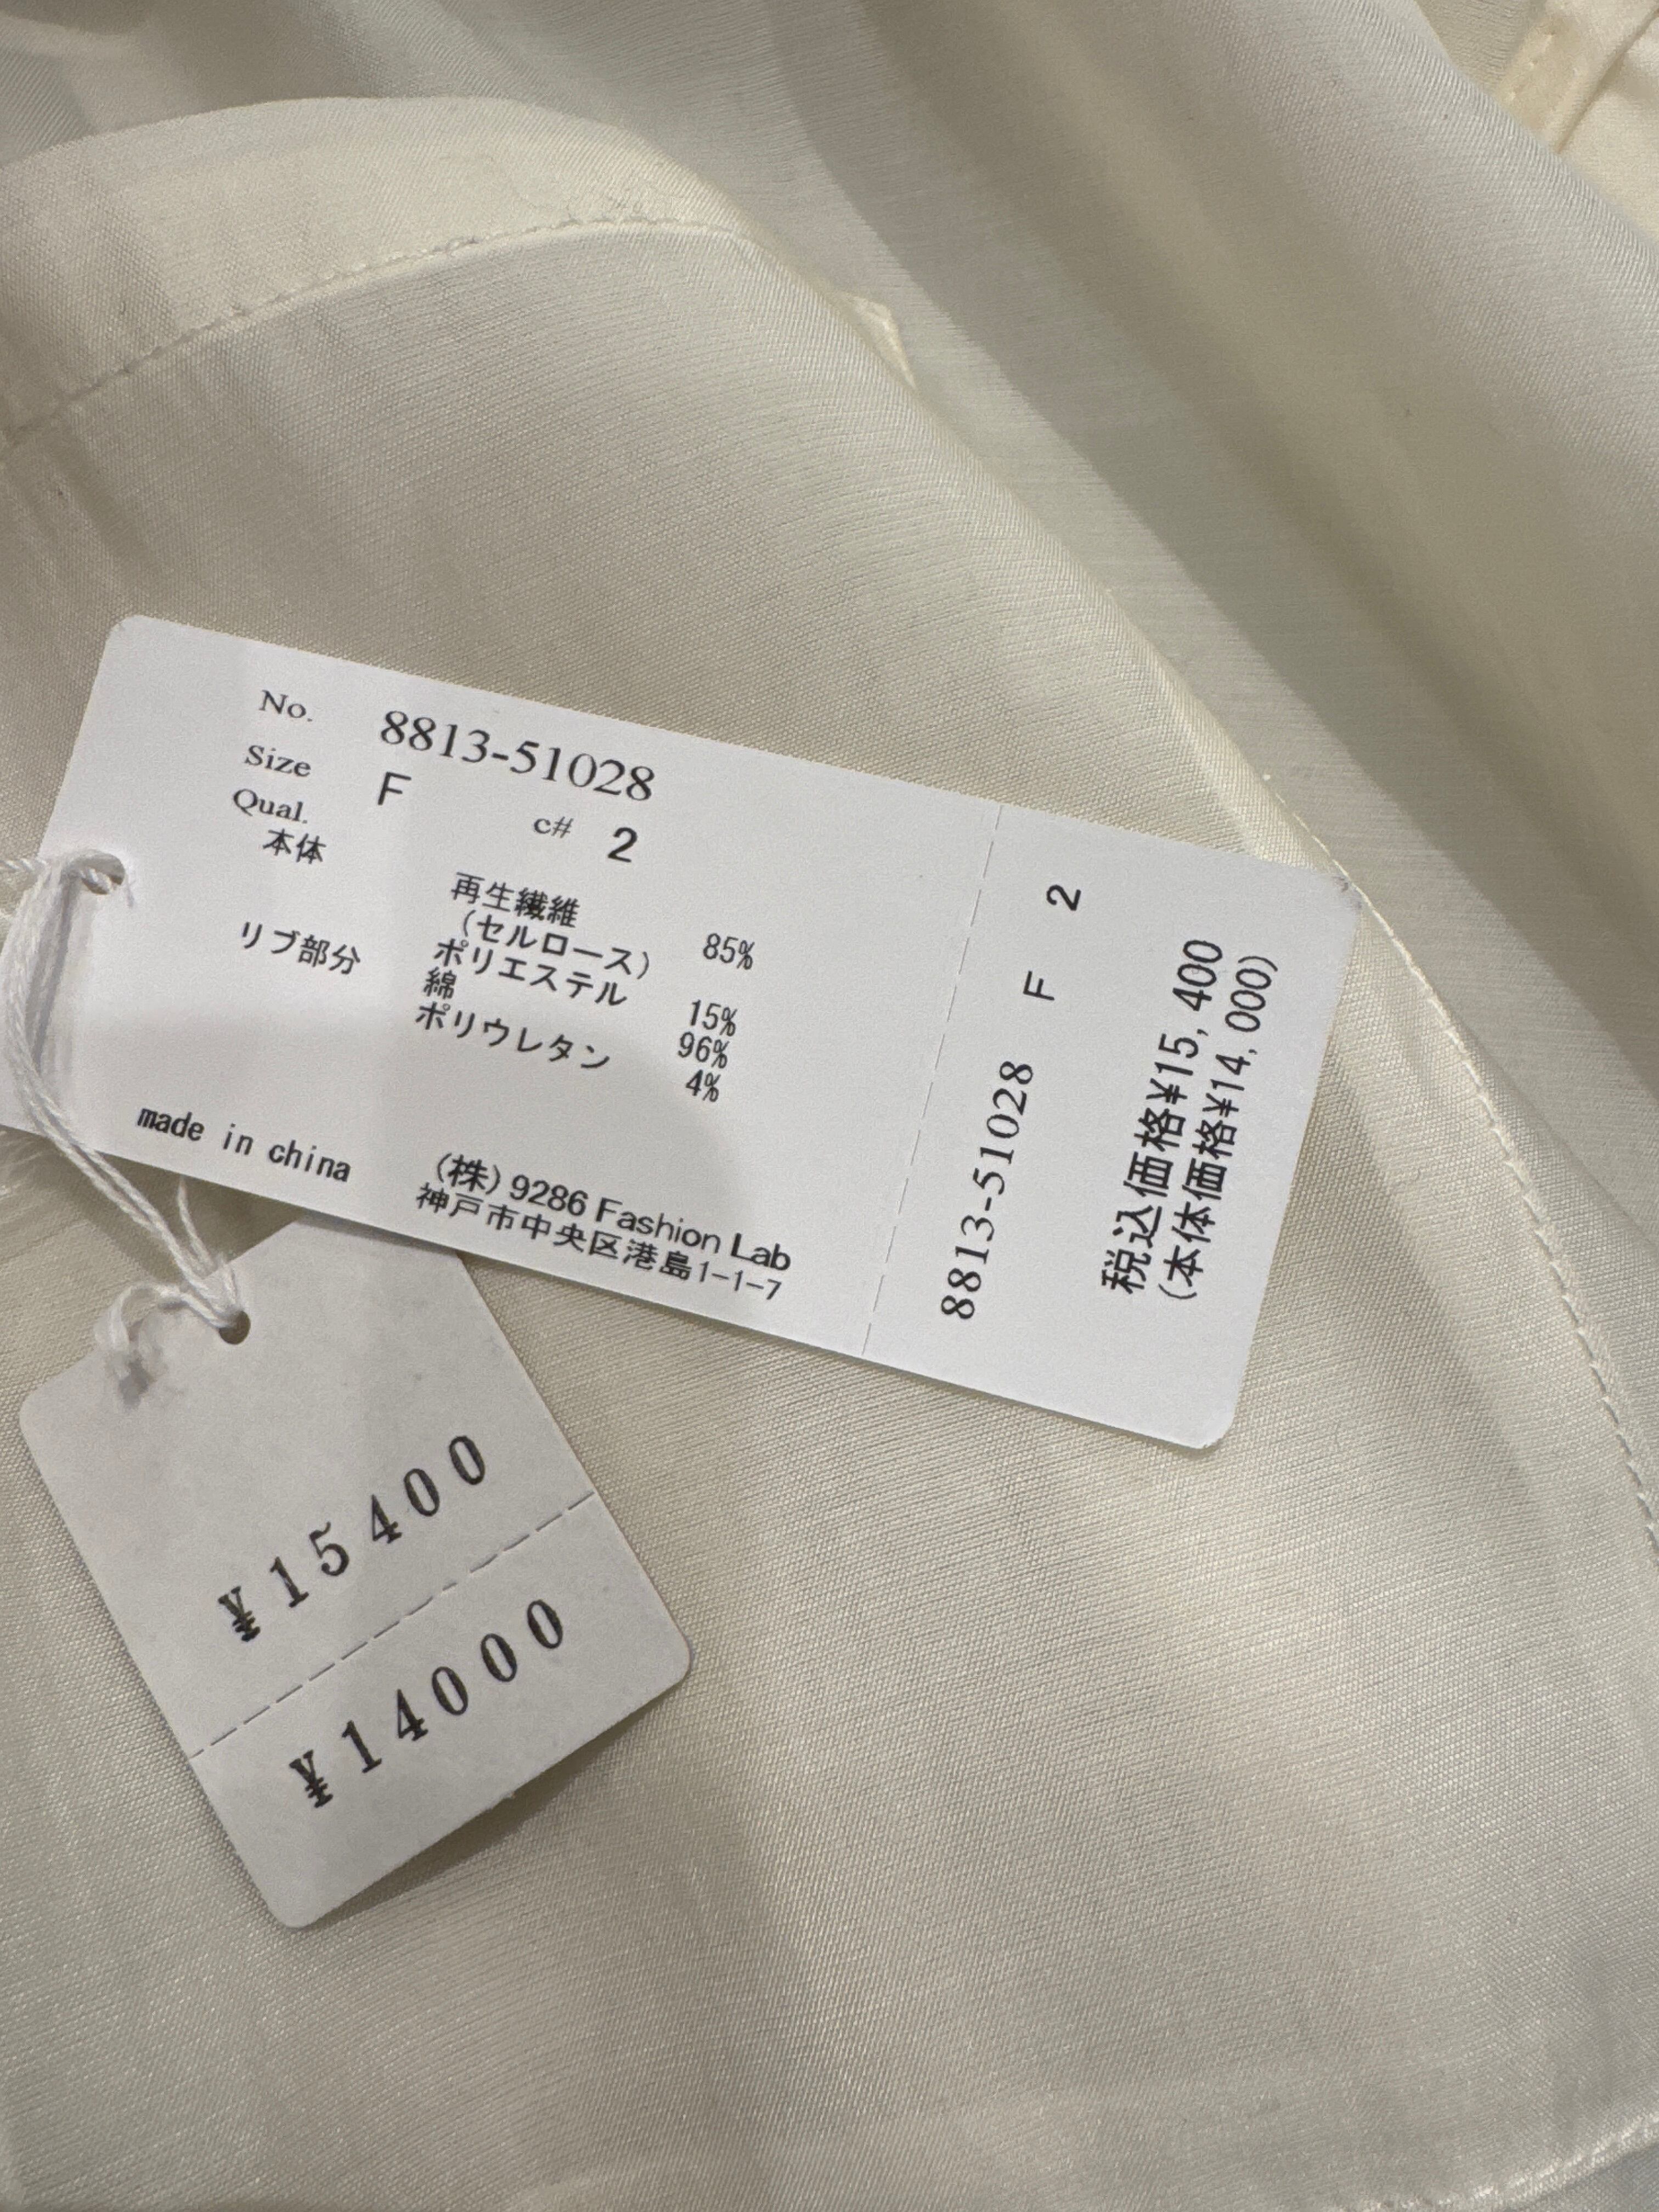 No. 8813-51028
Size F c# 2
Qual.
本体 再生繊維
(セルロース) 85%
ポリエステル 15%
リブ部分 綿 96%
ポリウレタン 4%
made in china
(株) 9286 Fashion Lab
神戸市中央区港島1-1-7
8813-51028 F 2
税込価格¥15,400
(本体価格¥14,000)
¥15400
¥14000